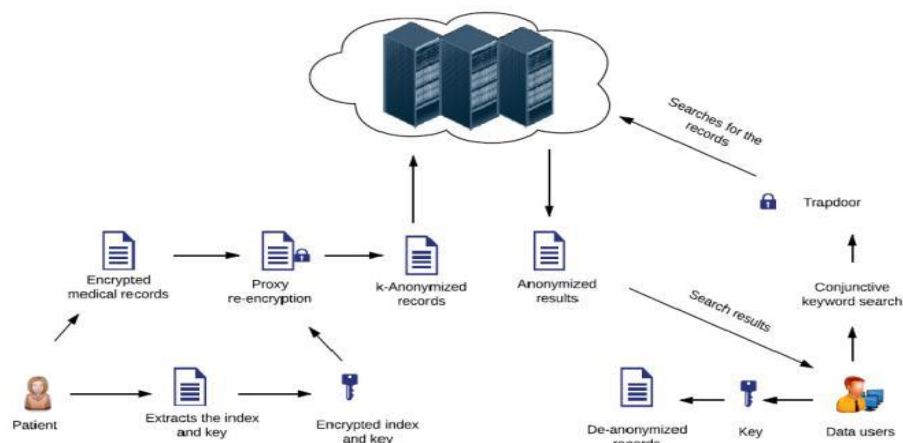 Searches for the
records
Trapdoor
Encrypted
medical records
Proxy
re-encryption
k-Anonymized
records
Anonymized
results
Conjunctive
keyword search
Search results
Patient
Extracts the index
and key
Encrypted
index and key
De-anonymized
records
Key
Data users